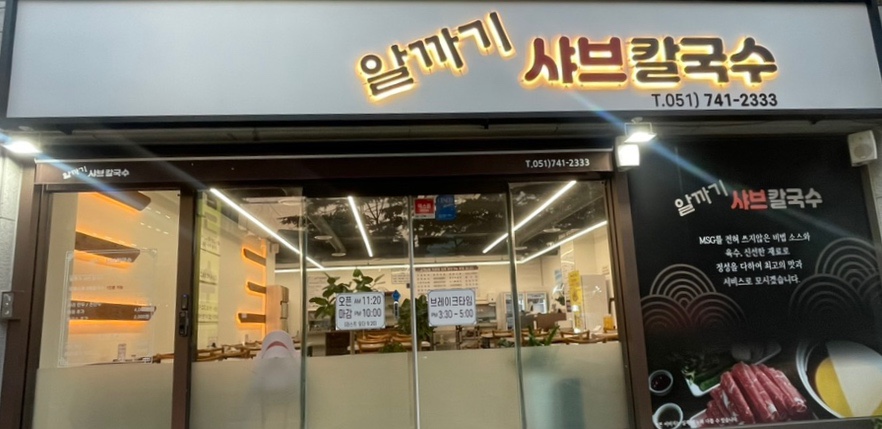 알까기 샤브칼국수
T.051) 741-2333
알까기 샤브칼국수
T.051)741-2333
알까기 샤브칼국수
MSG를 전혀 쓰지않은 비법 소스와
육수, 신선한 재료로
정성을 다하여 최고의 맛과
서비스로 모시겠습니다.
오픈 AM 11:20
마감 PM 10:00
브레이크타임
PM 3:30 ~ 5:00